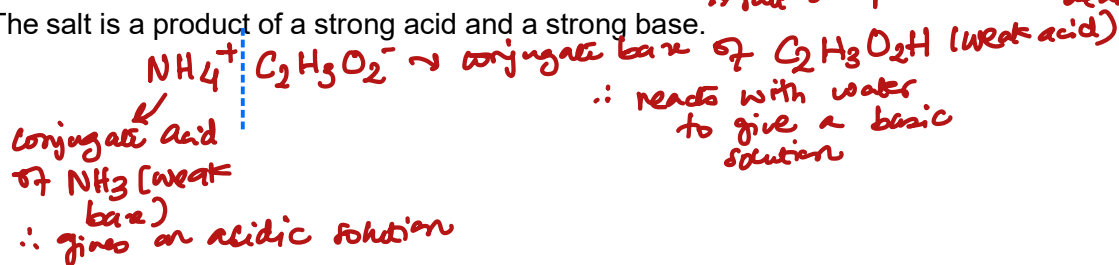 The salt is a product of a strong acid and a strong base.
NH4+ C2H3O2- → conjugate base of C2H3O2H (weak acid)
∴ reacts with water
to give a basic
solution
conjugate acid
of NH3 (weak
base)
∴ gives an acidic solution